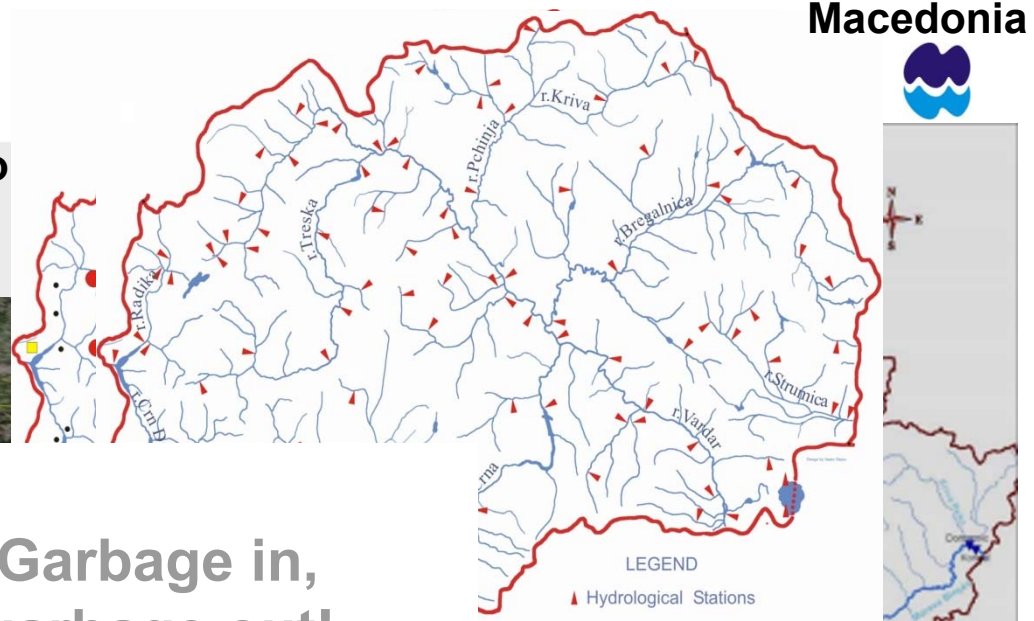 Macedonia
r.Kriva
r.Pchinja
r.Treska
r.Bregalnica
r.Radika
r.Crn D
r.Strumica
r.Vardar
rna
N
E
S
LEGEND
Hydrological Stations
Garbage in,